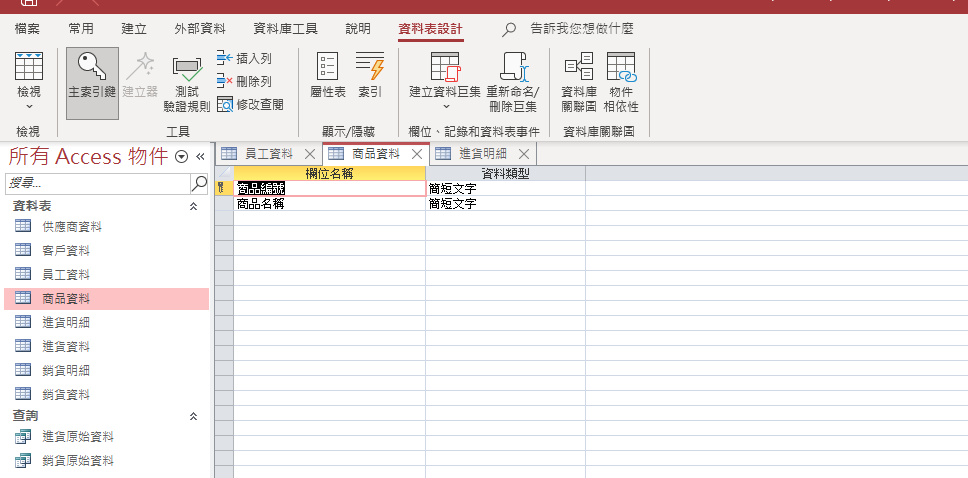 檔案 常用 建立 外部資料 資料庫工具 說明 資料表設計 告訴我您想做什麼
檢視
主索引鍵
建立器
測試
驗證規則
插入列
刪除列
修改查閱
屬性表
索引
建立資料巨集
重新命名/
刪除巨集
資料庫
關聯圖
物件
相依性
檢視 工具 顯示/隱藏 欄位、記錄和資料表事件 資料庫關聯圖
所有 Access 物件
搜尋...
資料表
供應商資料
客戶資料
員工資料
商品資料
進貨明細
進貨資料
銷貨明細
銷貨資料
查詢
進貨原始資料
銷貨原始資料
員工資料 商品資料 進貨明細
欄位名稱 資料類型
商品編號 簡短文字
商品名稱 簡短文字